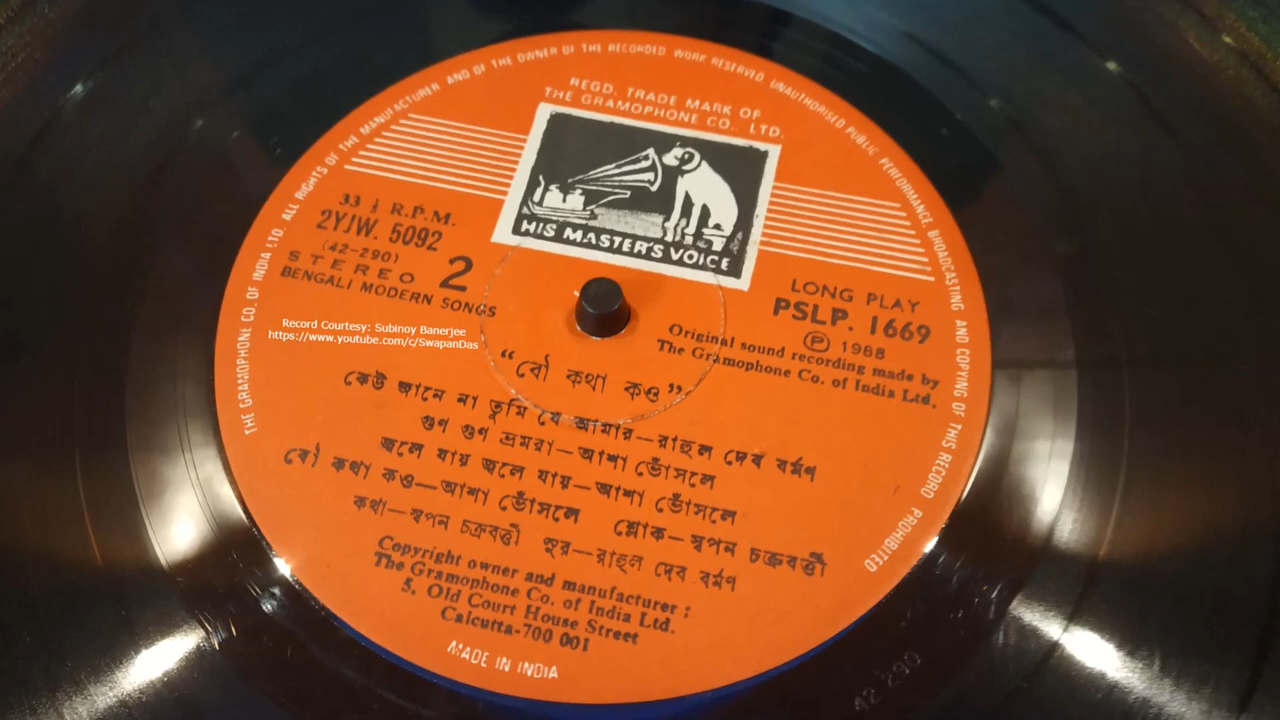 THE GRAMOPHONE CO. OF INDIA LTD. ALL RIGHTS OF THE MANUFACTURER AND OF THE OWNER OF THE RECORDED WORK RESERVED. UNAUTHORISED PUBLIC PERFORMANCE, BROADCASTING AND COPYING OF THIS RECORD PROHIBITED
REGD. TRADE MARK OF
THE GRAMOPHONE CO., LTD.
HIS MASTER'S VOICE
33 ⅓ R.P.M.
2YJW. 5092
(42-290)
STEREO 2
BENGALI MODERN SONGS
Record Courtesy: Subinoy Banerjee
https://www.youtube.com/c/SwapanDas
LONG PLAY
PSLP. 1669
Ⓟ 1988
Original sound recording made by
The Gramophone Co. of India Ltd.
“বৌ কথা কও”
কেউ জানে না তুমি যে আমার—রাহুল দেব বর্মণ
গুণ গুণ ভ্রমরা—আশা ভোঁসলে
জ্বলে যায় জ্বলে যায়—আশা ভোঁসলে
বৌ কথা কও—আশা ভোঁসলে শ্লোক—স্বপন চক্রবর্ত্তী
কথা—স্বপন চক্রবর্ত্তী সুর—রাহুল দেব বর্মণ
Copyright owner and manufacturer :
The Gramophone Co. of India Ltd.
5, Old Court House Street
Calcutta-700 001
MADE IN INDIA
42 290